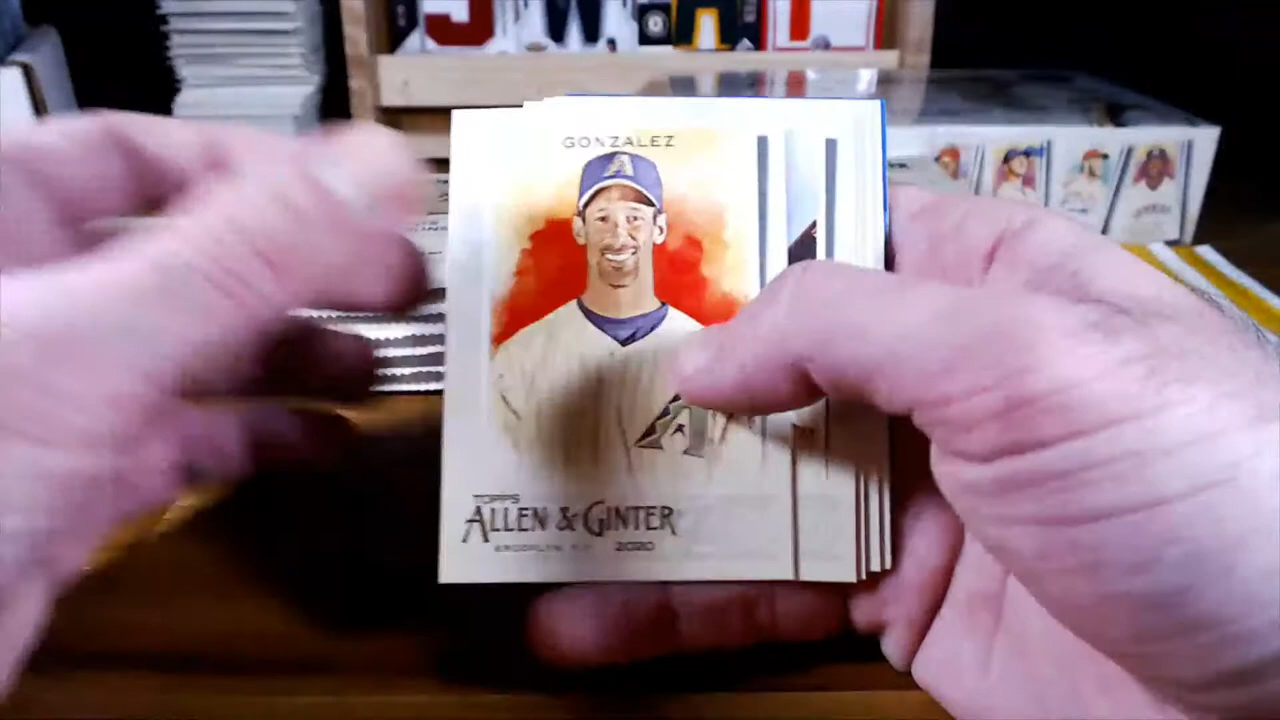 GONZALEZ
A
A
TOPPS
ALLEN & GINTER
BROOKLYN, N.Y. 2020